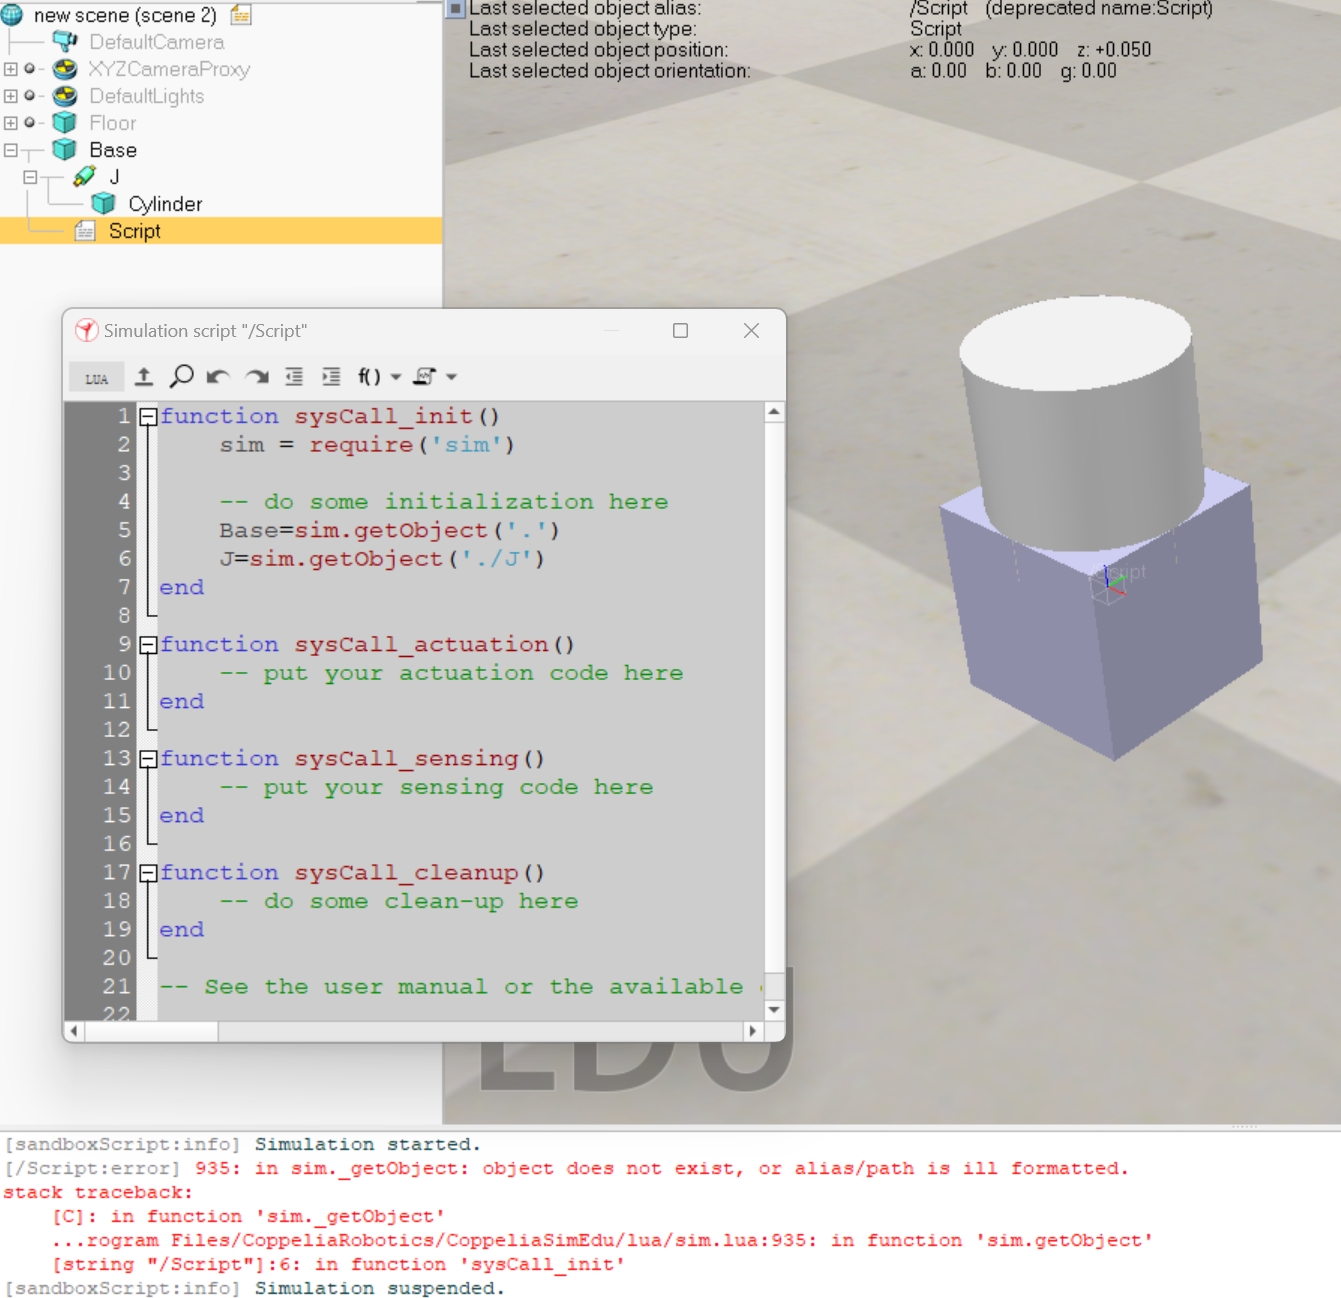 new scene (scene 2)
DefaultCamera
XYZCameraProxy
DefaultLights
Floor
Base
J
Cylinder
Script
Last selected object alias: /Script (deprecated name:Script)
Last selected object type: Script
Last selected object position: x: 0.000 y: 0.000 z: +0.050
Last selected object orientation: a: 0.00 b: 0.00 g: 0.00
Script
Simulation script "/Script"
LUA f()
1 function sysCall_init()
2 sim = require('sim')
3
4 -- do some initialization here
5 Base=sim.getObject('.')
6 J=sim.getObject('./J')
7 end
8
9 function sysCall_actuation()
10 -- put your actuation code here
11 end
12
13 function sysCall_sensing()
14 -- put your sensing code here
15 end
16
17 function sysCall_cleanup()
18 -- do some clean-up here
19 end
20
21 -- See the user manual or the available
22
EDU
[sandboxScript:info] Simulation started.
[/Script:error] 935: in sim._getObject: object does not exist, or alias/path is ill formatted.
stack traceback:
[C]: in function 'sim._getObject'
...rogram Files/CoppeliaRobotics/CoppeliaSimEdu/lua/sim.lua:935: in function 'sim.getObject'
[string "/Script"]:6: in function 'sysCall_init'
[sandboxScript:info] Simulation suspended.